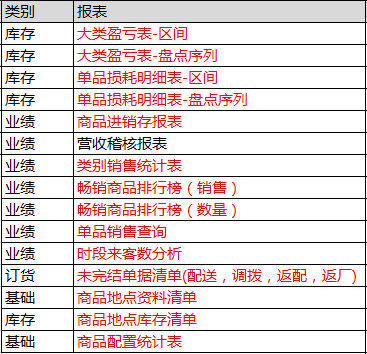 类别 报表
库存 大类盈亏表-区间
库存 大类盈亏表-盘点序列
库存 单品损耗明细表-区间
库存 单品损耗明细表-盘点序列
业绩 商品进销存报表
业绩 营收稽核报表
业绩 类别销售统计表
业绩 畅销商品排行榜（销售）
业绩 畅销商品排行榜（数量）
业绩 单品销售查询
业绩 时段来客数分析
订货 未完结单据清单(配送，调拨，返配，返厂)
基础 商品地点资料清单
库存 商品地点库存清单
基础 商品配置统计表